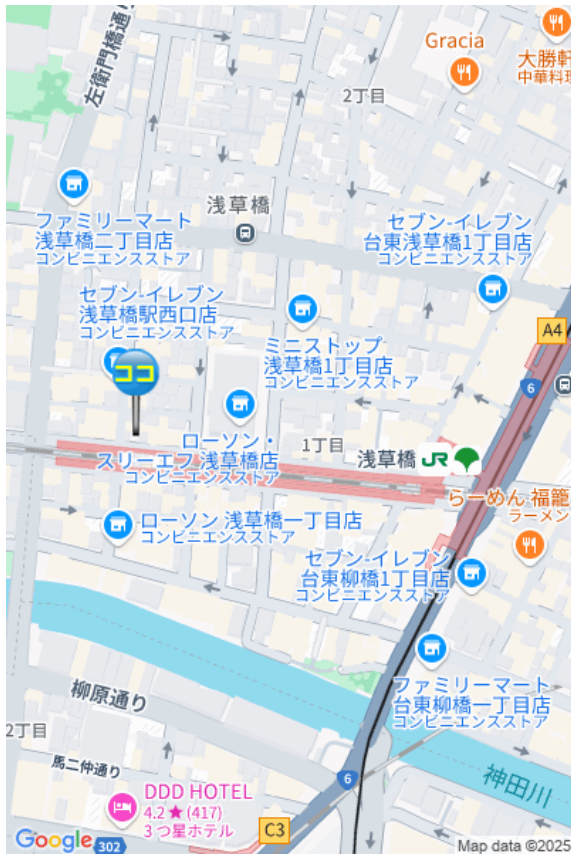 左衛門橋通り
Gracia
大勝軒
中華料理
2丁目
ファミリーマート
浅草橋二丁目店
コンビニエンスストア
浅草橋
セブン-イレブン
台東浅草橋1丁目店
コンビニエンスストア
セブン-イレブン
浅草橋駅西口店
コンビニエンスストア
A4
ミニストップ
浅草橋1丁目店
コンビニエンスストア
6
ココ
ローソン・
スリーエフ 浅草橋店
コンビニエンスストア
1丁目
浅草橋
JR
らーめん 福籠
ラーメン
ローソン 浅草橋一丁目店
コンビニエンスストア
セブン-イレブン
台東柳橋1丁目店
コンビニエンスストア
ファミリーマート
台東柳橋一丁目店
コンビニエンスストア
柳原通り
2丁目
馬二仲通り
神田川
6
DDD HOTEL
4.2★(417)
3 つ星ホテル
C3
Google
302
Map data ©2025